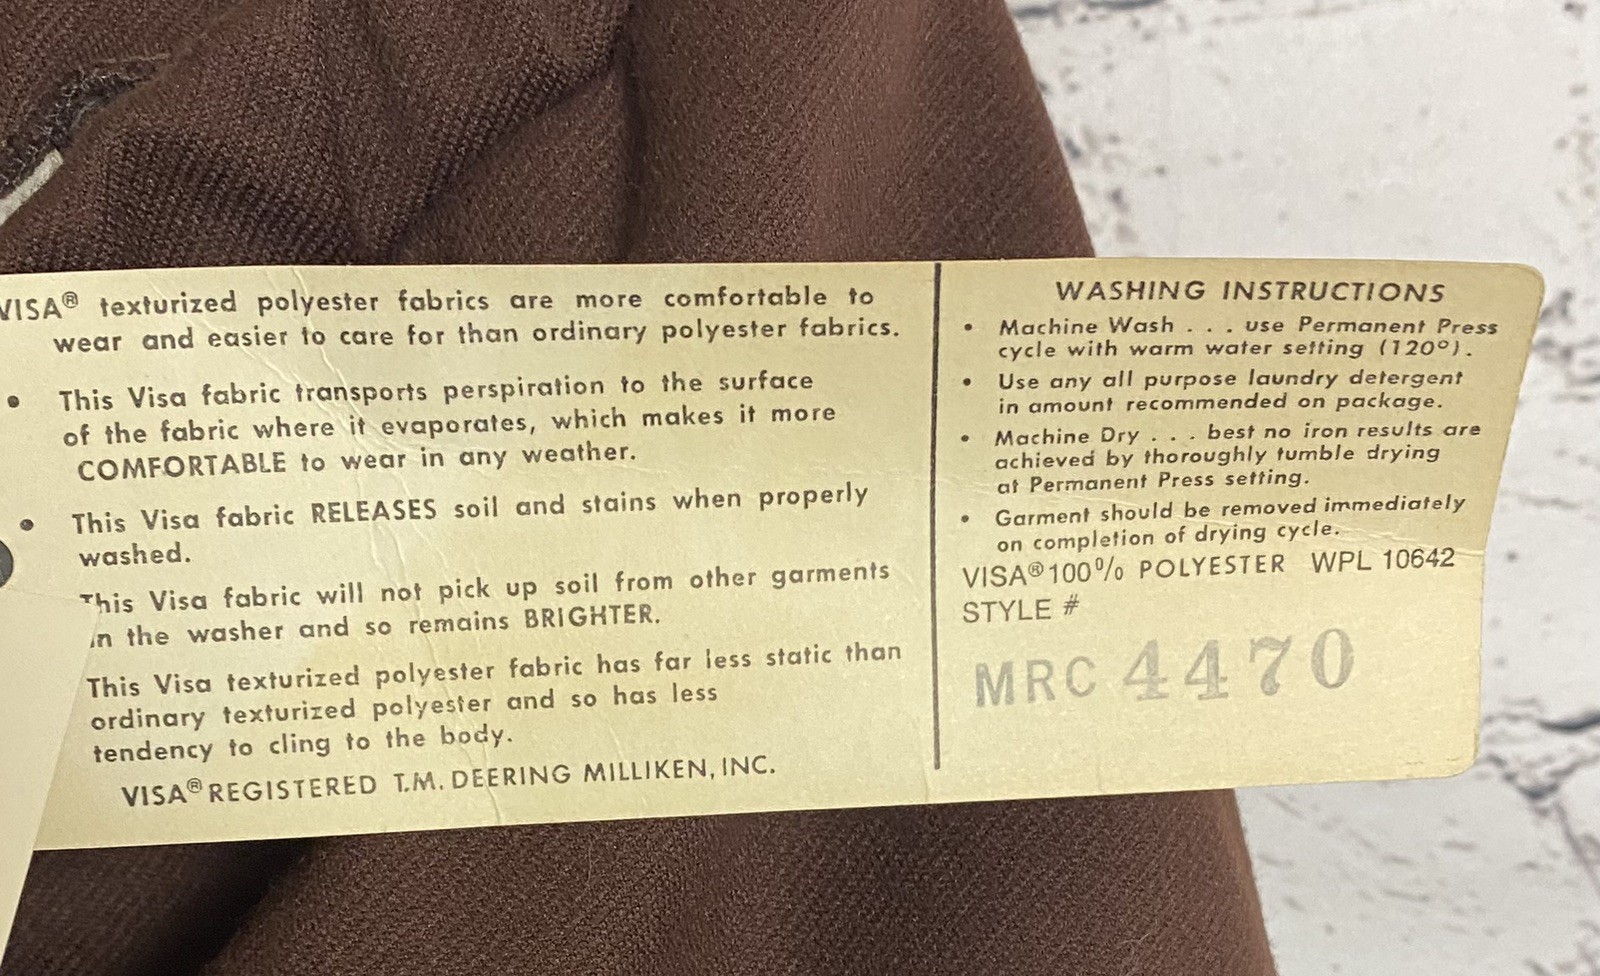 VISA® texturized polyester fabrics are more comfortable to
wear and easier to care for than ordinary polyester fabrics.
• This Visa fabric transports perspiration to the surface
of the fabric where it evaporates, which makes it more
COMFORTABLE to wear in any weather.
• This Visa fabric RELEASES soil and stains when properly
washed.
This Visa fabric will not pick up soil from other garments
in the washer and so remains BRIGHTER.
This Visa texturized polyester fabric has far less static than
ordinary texturized polyester and so has less
tendency to cling to the body.
VISA® REGISTERED T.M. DEERING MILLIKEN, INC.
WASHING INSTRUCTIONS
• Machine Wash . . . use Permanent Press
cycle with warm water setting (120°).
• Use any all purpose laundry detergent
in amount recommended on package.
• Machine Dry . . . best no iron results are
achieved by thoroughly tumble drying
at Permanent Press setting.
• Garment should be removed immediately
on completion of drying cycle.
VISA® 100% POLYESTER WPL 10642
STYLE #
MRC 4470